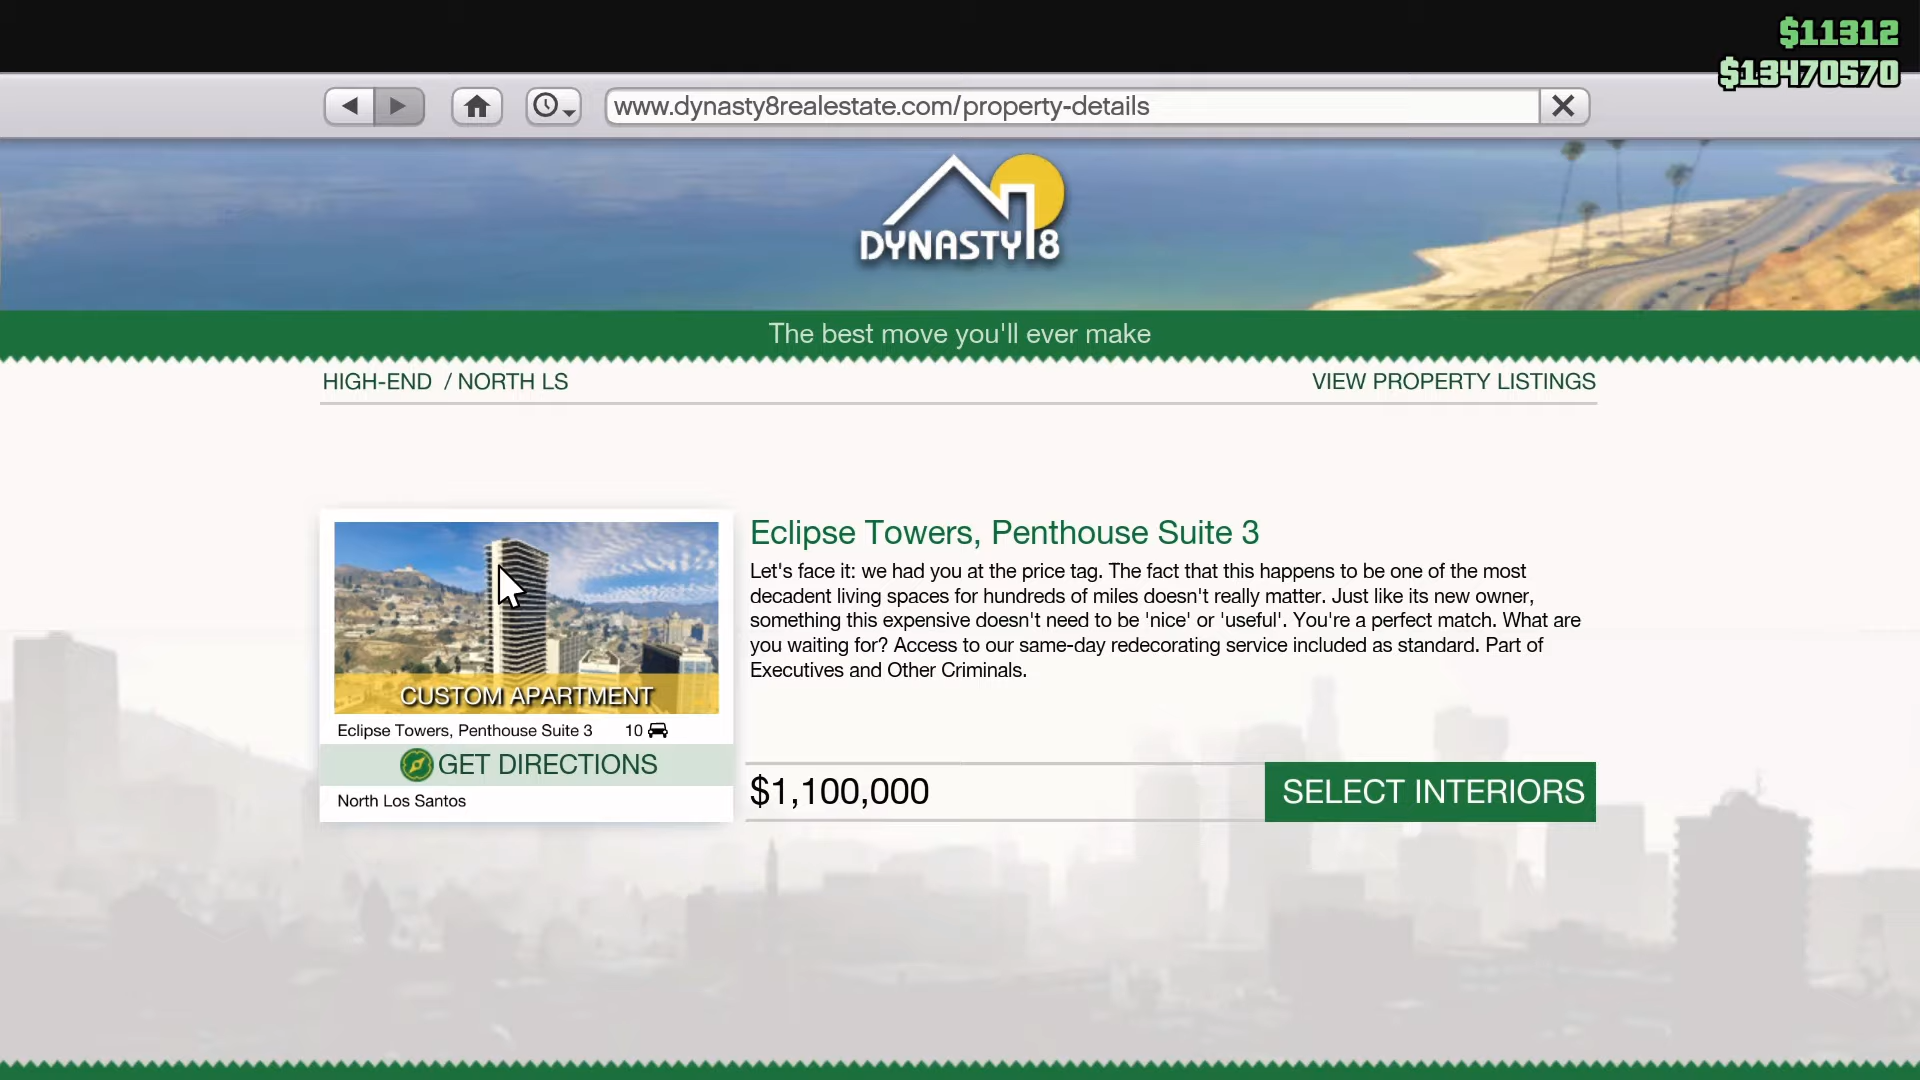 $11312
$13470570
www.dynasty8realestate.com/property-details
DYNASTY 8
The best move you'll ever make
HIGH-END / NORTH LS
VIEW PROPERTY LISTINGS
CUSTOM APARTMENT
Eclipse Towers, Penthouse Suite 3 10
GET DIRECTIONS
North Los Santos
Eclipse Towers, Penthouse Suite 3
Let's face it: we had you at the price tag. The fact that this happens to be one of the most
decadent living spaces for hundreds of miles doesn't really matter. Just like its new owner,
something this expensive doesn't need to be 'nice' or 'useful'. You're a perfect match. What are
you waiting for? Access to our same-day redecorating service included as standard. Part of
Executives and Other Criminals.
$1,100,000
SELECT INTERIORS